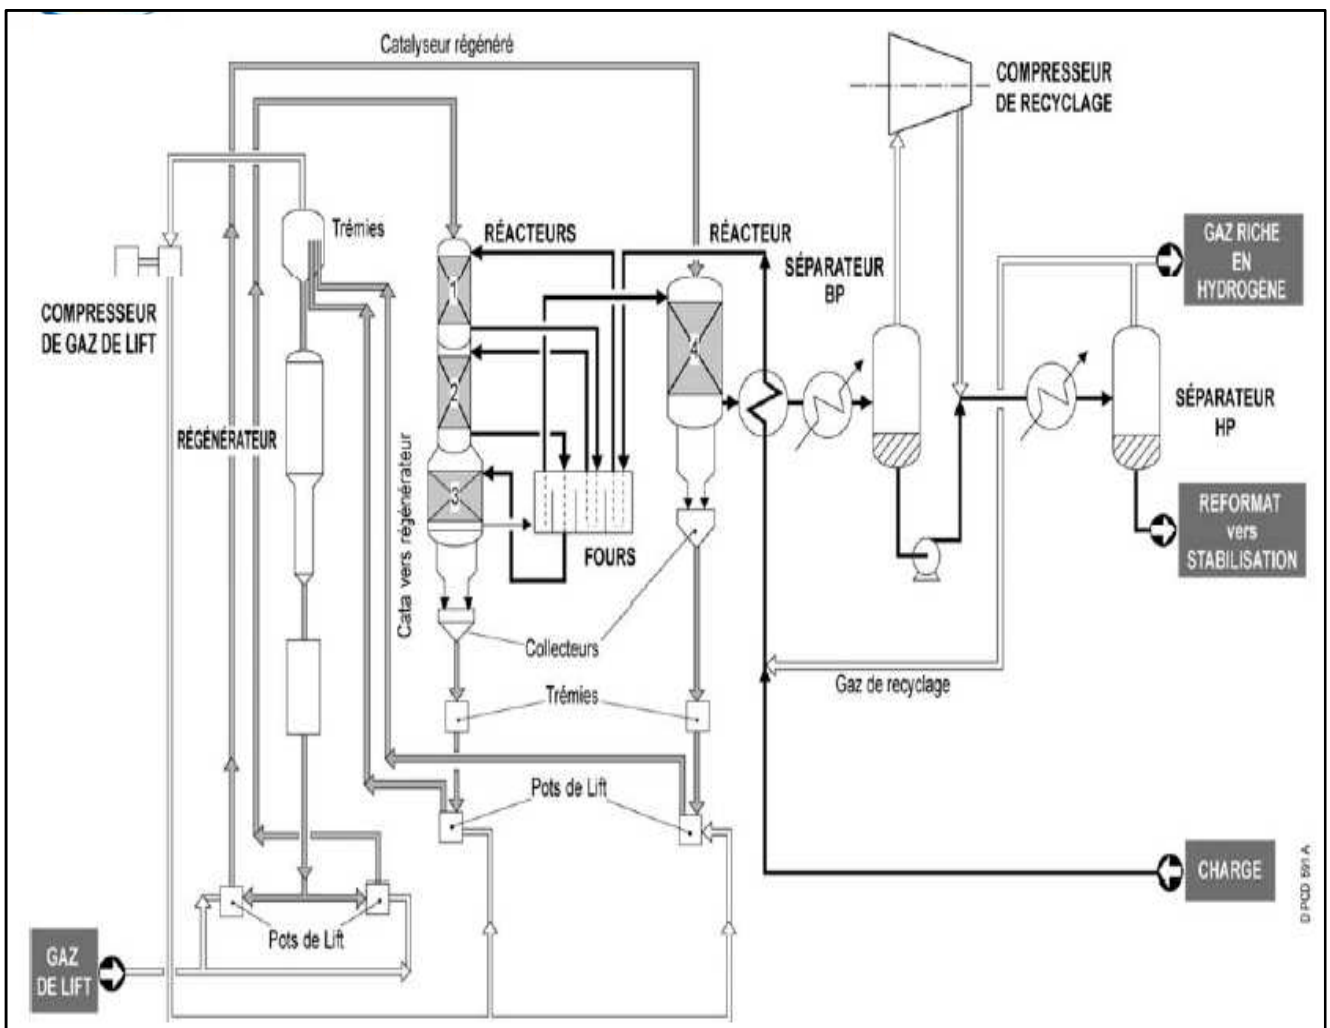 Catalyseur régénéré
COMPRESSEUR
DE RECYCLAGE
Trémies
RÉACTEURS
RÉACTEUR
SÉPARATEUR
BP
GAZ RICHE
EN
HYDROGÈNE
COMPRESSEUR
DE GAZ DE LIFT
1
2
3
4
RÉGÉNÉRATEUR
Cata vers régénérateur
SÉPARATEUR
HP
FOURS
REFORMAT
vers
STABILISATION
Collecteurs
Trémies
Gaz de recyclage
Pots de Lift
CHARGE
D PCD 891 A
Pots de Lift
GAZ
DE LIFT